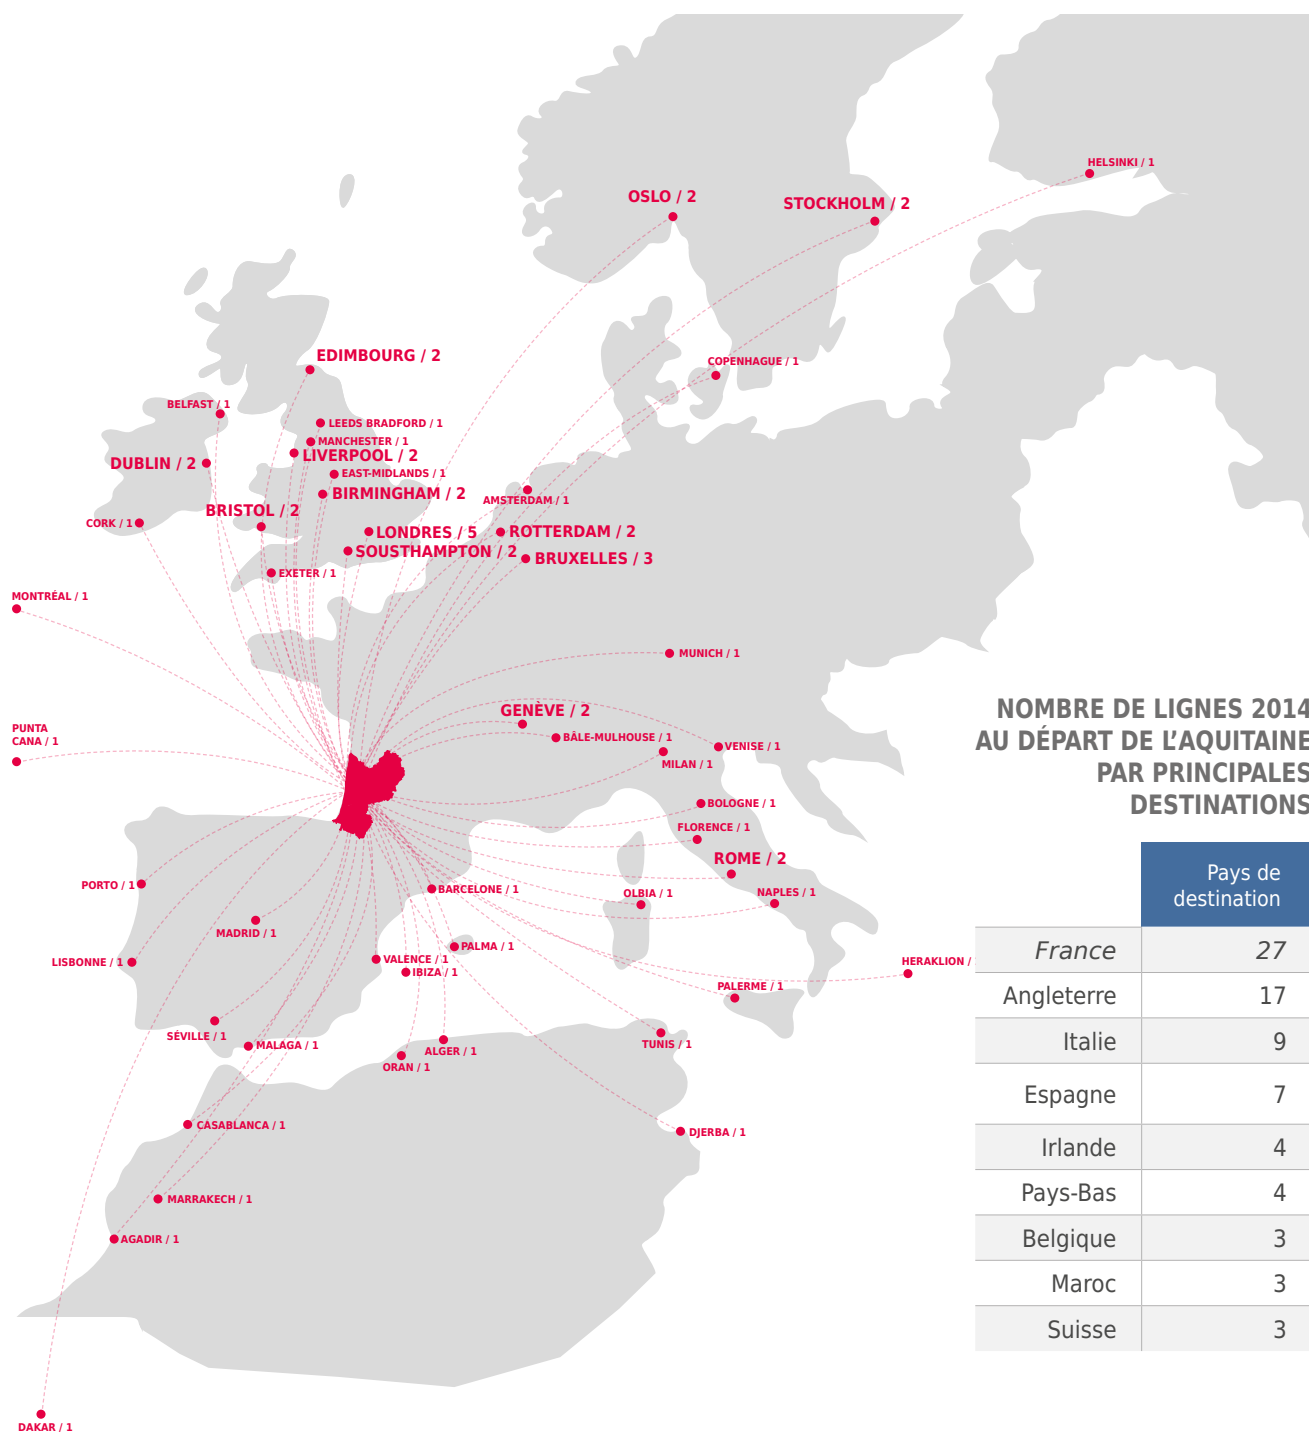 HELSINKI / 1
OSLO / 2
STOCKHOLM / 2
EDIMBOURG / 2
COPENHAGUE / 1
BELFAST / 1
LEEDS BRADFORD / 1
MANCHESTER / 1
LIVERPOOL / 2
DUBLIN / 2
EAST-MIDLANDS / 1
BIRMINGHAM / 2
AMSTERDAM / 1
BRISTOL / 2
CORK / 1
LONDRES / 5
ROTTERDAM / 2
SOUSTHAMPTON / 2
BRUXELLES / 3
EXETER / 1
MONTRÉAL / 1
MUNICH / 1
GENÈVE / 2
PUNTA
CANA / 1
BÂLE-MULHOUSE / 1
VENISE / 1
MILAN / 1
BOLOGNE / 1
FLORENCE / 1
ROME / 2
PORTO / 1
BARCELONE / 1
OLBIA / 1
NAPLES / 1
MADRID / 1
PALMA / 1
LISBONNE / 1
VALENCE / 1
IBIZA / 1
HERAKLION /
PALERME / 1
SÉVILLE / 1
MALAGA / 1
ALGER / 1
ORAN / 1
TUNIS / 1
CASABLANCA / 1
DJERBA / 1
MARRAKECH / 1
AGADIR / 1
DAKAR / 1
NOMBRE DE LIGNES 2014
AU DÉPART DE L’AQUITAINE
PAR PRINCIPALES
DESTINATIONS
Pays de
destination
France 27
Angleterre 17
Italie 9
Espagne 7
Irlande 4
Pays-Bas 4
Belgique 3
Maroc 3
Suisse 3